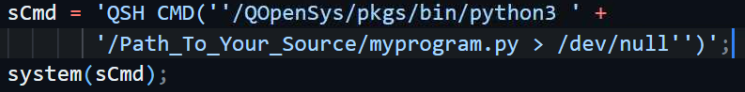 sCmd = 'QSH CMD(''/QOpenSys/pkgs/bin/python3 ' +
'/Path_To_Your_Source/myprogram.py > /dev/null'')';
system(sCmd);